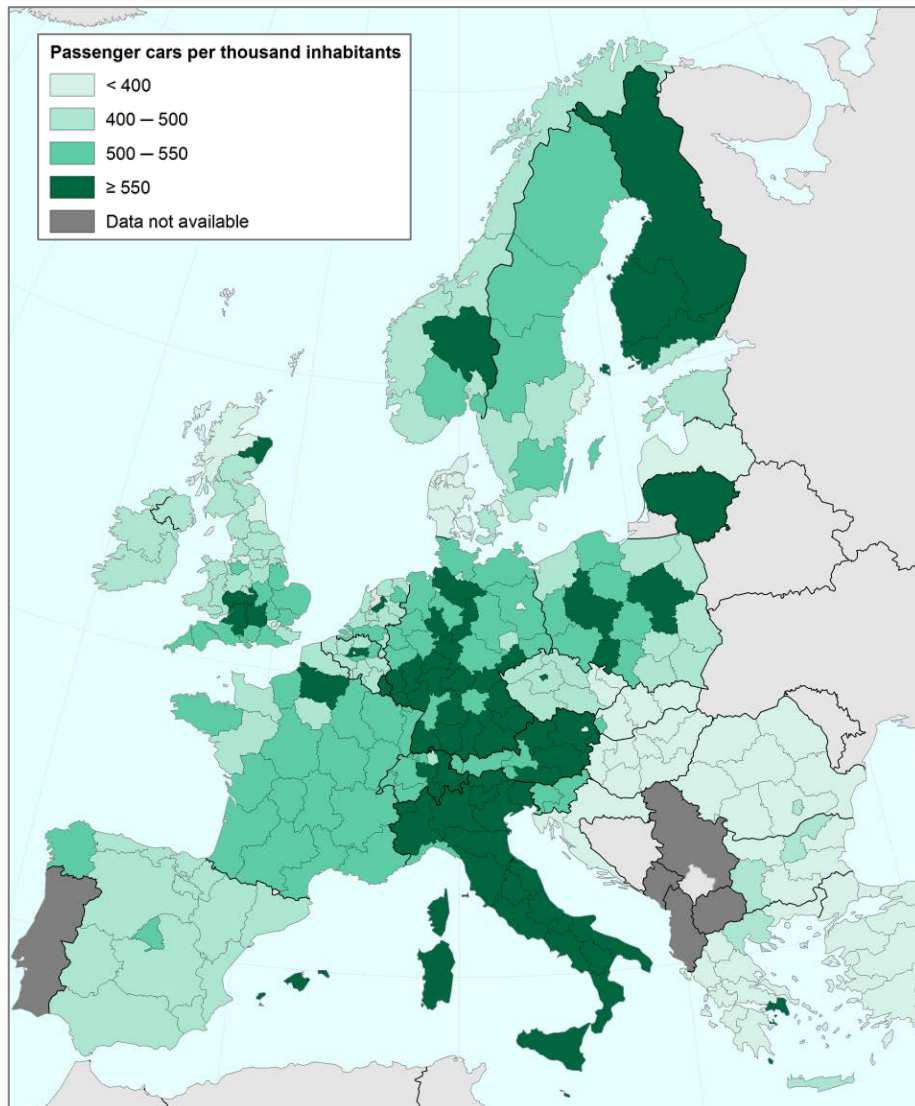 Passenger cars per thousand inhabitants
< 400
400 — 500
500 — 550
≥ 550
Data not available